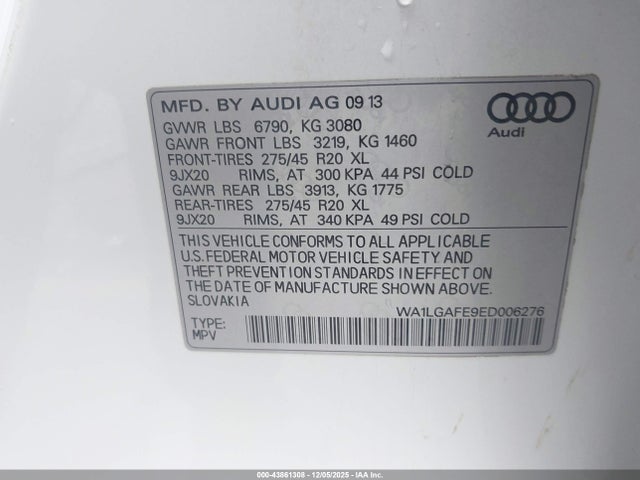 MFD. BY AUDI AG 09 13
GVWR LBS 6790, KG 3080
GAWR FRONT LBS 3219, KG 1460
FRONT-TIRES 275/45 R20 XL
9JX20 RIMS, AT 300 KPA 44 PSI COLD
GAWR REAR LBS 3913, KG 1775
REAR-TIRES 275/45 R20 XL
9JX20 RIMS, AT 340 KPA 49 PSI COLD
Audi
THIS VEHICLE CONFORMS TO ALL APPLICABLE
U.S. FEDERAL MOTOR VEHICLE SAFETY AND
THEFT PREVENTION STANDARDS IN EFFECT ON
THE DATE OF MANUFACTURE SHOWN ABOVE.
SLOVAKIA
WA1LGAFE9ED006276
TYPE:
MPV
000-43861308 - 12/05/2025 - IAA Inc.